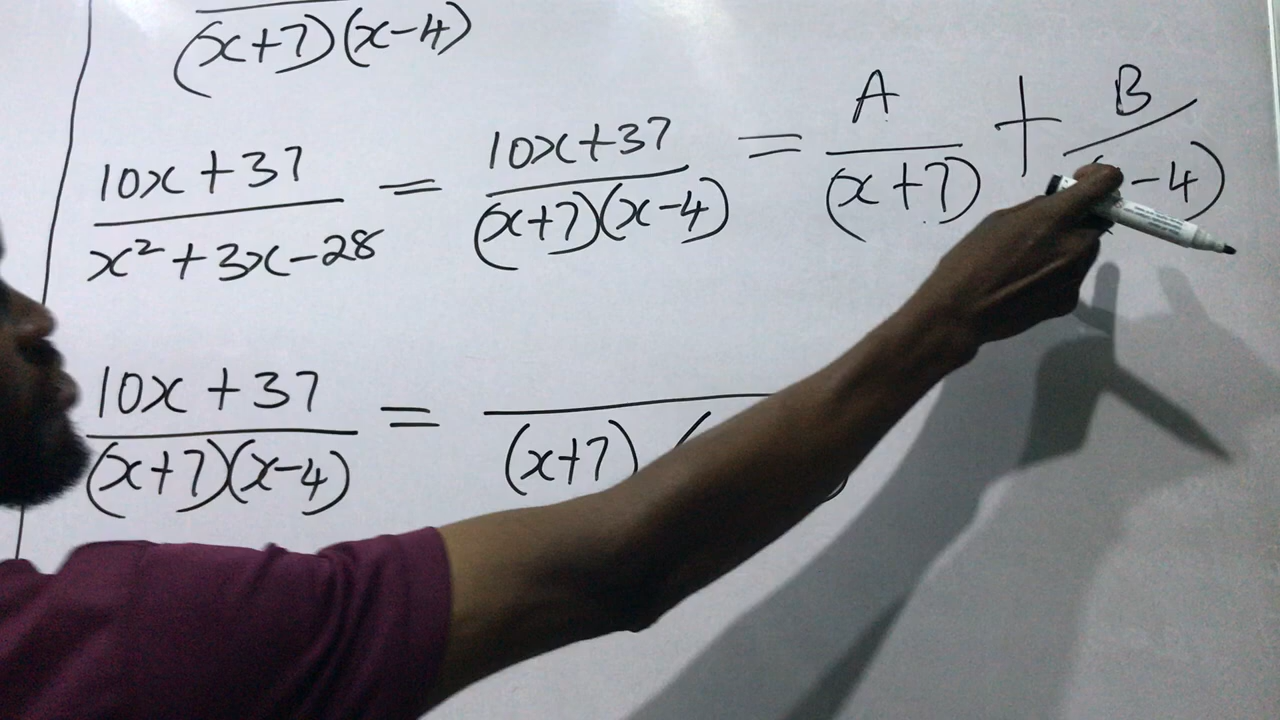 (x+7)(x-4)
10x+37/x²+3x-28 = 10x+37/(x+7)(x-4) = A/(x+7) + B/(-4)
10x+37/(x+7)(x-4) = /(x+7)(